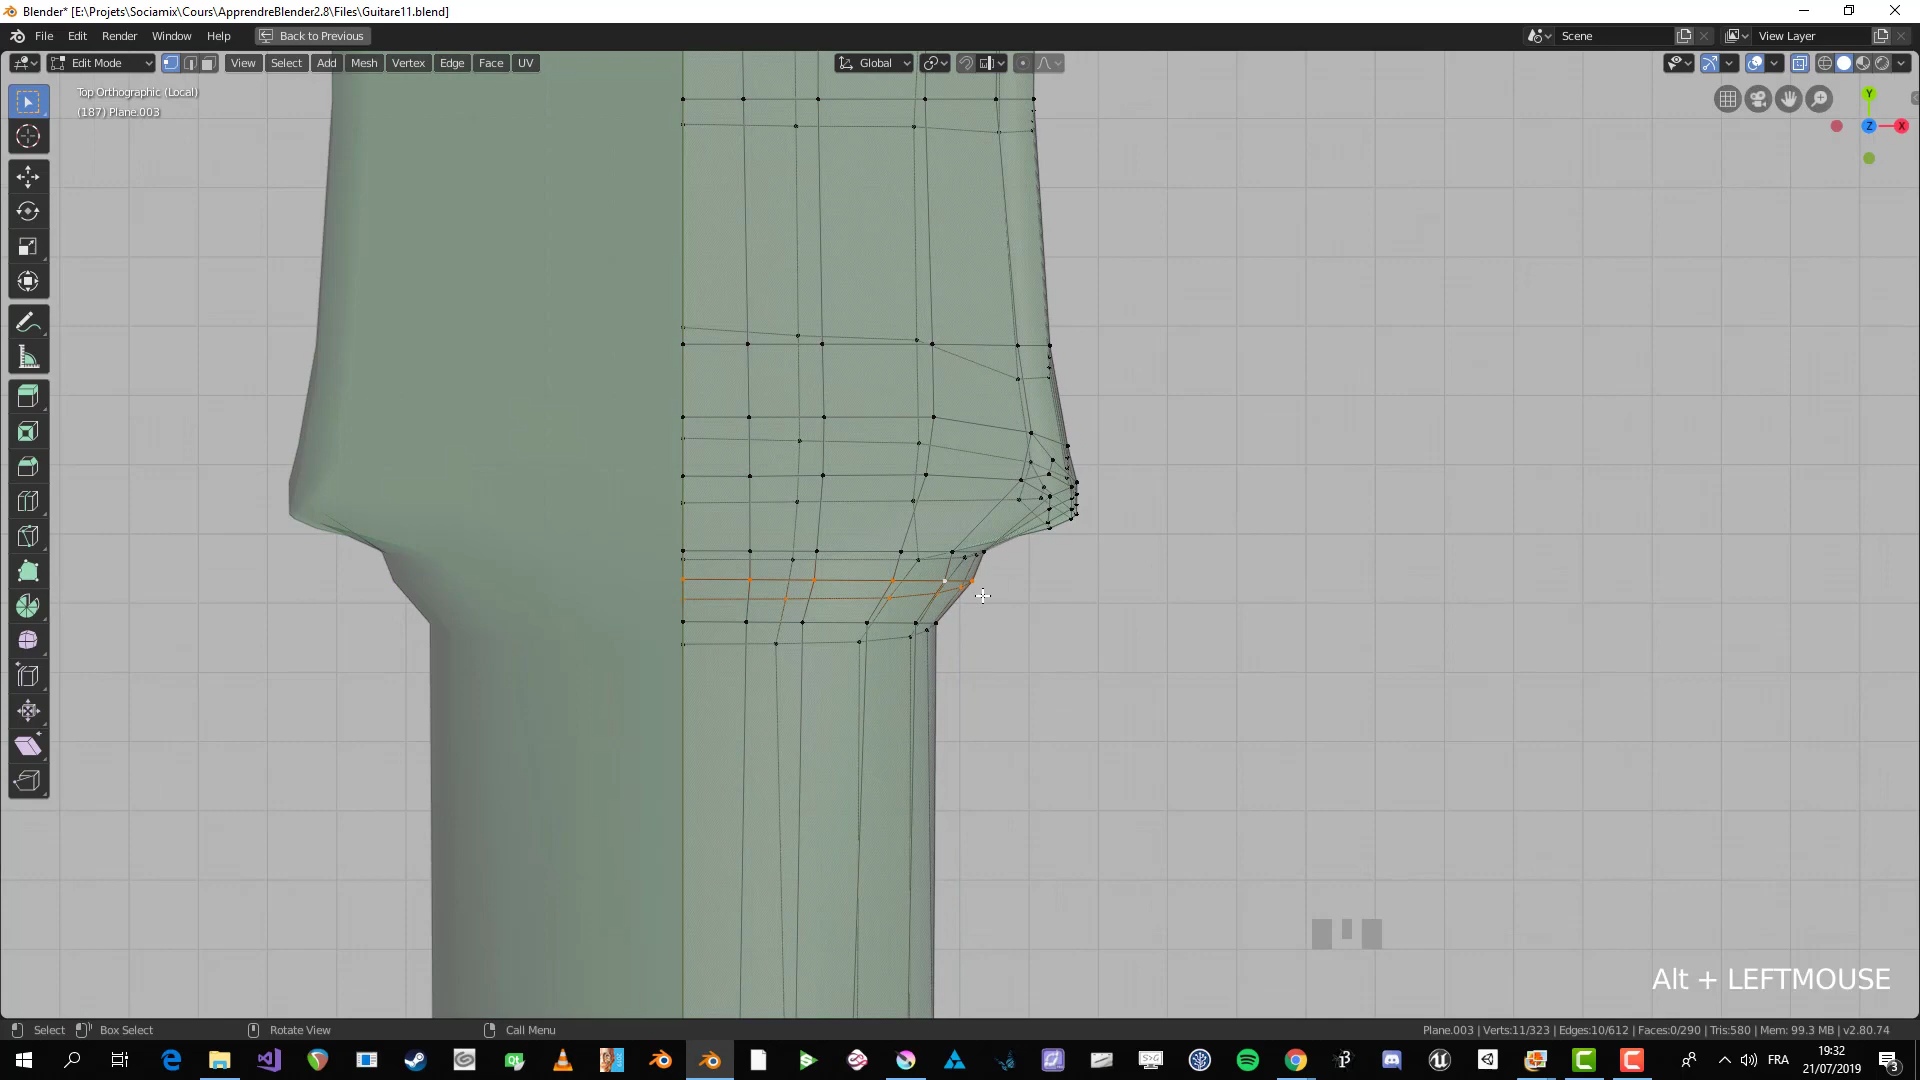 Blender* [E:\Projets\Sociamix\Cours\ApprendreBlender2.8\Files\Guitare11.blend]
File Edit Render Window Help Back to Previous Scene View Layer
Edit Mode View Select Add Mesh Vertex Edge Face UV Global
Top Orthographic (Local)
(187) Plane.003
Y
Z
X
Alt + LEFTMOUSE
Select Box Select Rotate View Call Menu Plane.003 | Verts:11/323 | Edges:10/612 | Faces:0/290 | Tris:580 | Mem: 99.3 MB | v2.80.74
FRA
19:32
21/07/2019
3